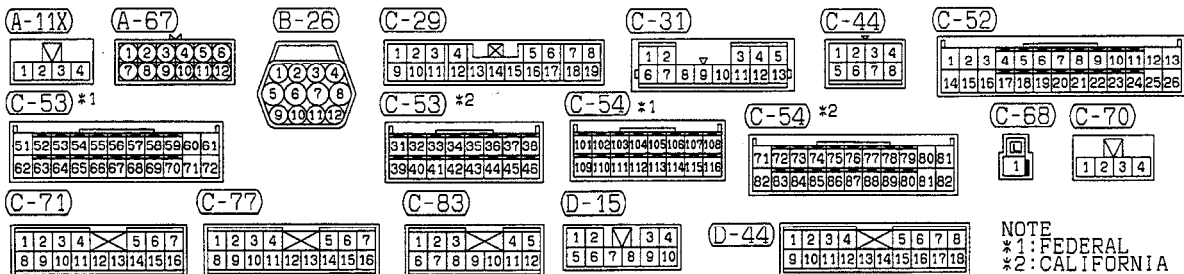 A-11X A-67 B-26 C-29 C-31 C-44 C-52
1 2 3 4 5 6 1 2 3 4 1 2 3 4 5 6 7 8 1 2 3 4 5 1 2 3 4 1 2 3 4 5 6 7 8 9 10 11 12 13
1 2 3 4 7 8 9 10 11 12 5 6 7 8 9 10 11 12 13 14 15 16 17 18 19 6 7 8 9 10 11 12 13 5 6 7 8 14 15 16 17 18 19 20 21 22 23 24 25 26
9 10 11 12
C-53 *1 C-53 *2 C-54 *1 C-54 *2 C-68 C-70
51 52 53 54 55 56 57 58 59 60 61 31 32 33 34 35 36 37 38 101 102 103 104 105 106 107 108 71 72 73 74 75 76 77 78 79 80 81
62 63 64 65 66 67 68 69 70 71 72 39 40 41 42 43 44 45 46 109 110 111 112 113 114 115 116 82 83 84 85 86 87 88 89 80 81 82 1 1 2 3 4
C-71 C-77 C-83 D-15 D-44 NOTE
1 2 3 4 5 6 7 1 2 3 4 5 6 7 1 2 3 4 5 1 2 3 4 1 2 3 4 5 6 7 8 *1:FEDERAL
8 9 10 11 12 13 14 15 16 8 9 10 11 12 13 14 15 16 6 7 8 9 10 11 12 5 6 7 8 9 10 9 10 11 12 13 14 15 16 17 18 *2:CALIFORNIA